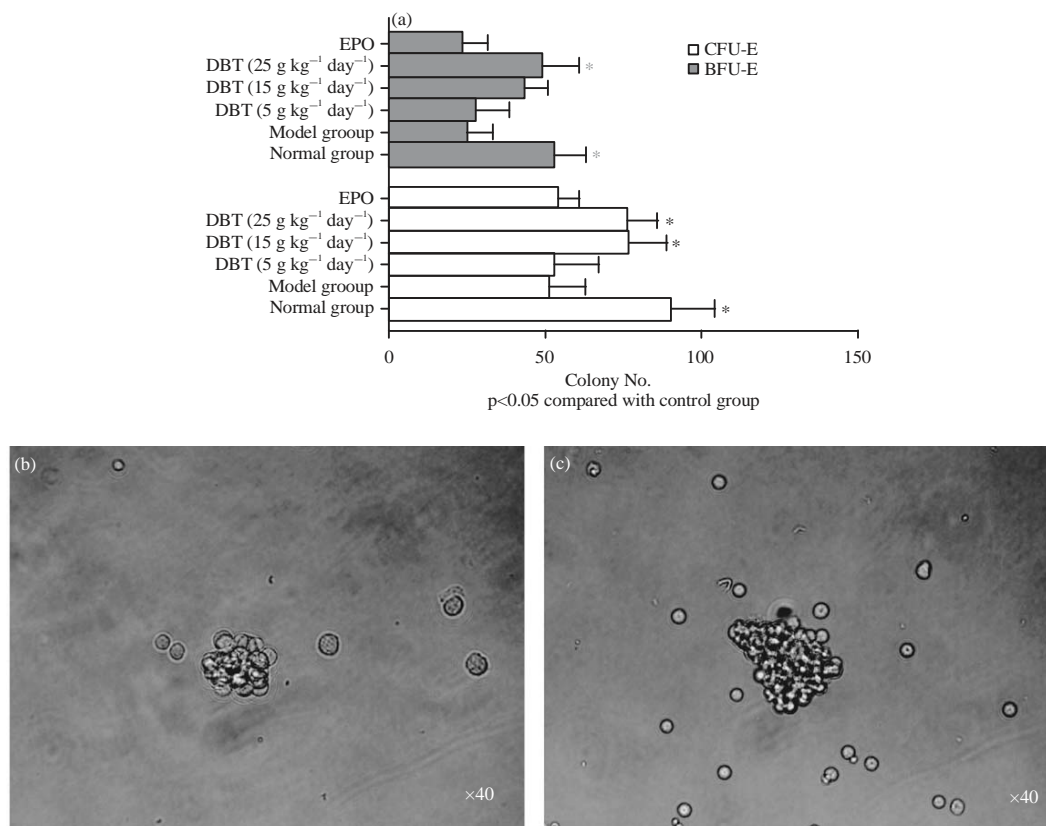 (a)
EPO
DBT (25 g kg⁻¹ day⁻¹) *
DBT (15 g kg⁻¹ day⁻¹)
DBT (5 g kg⁻¹ day⁻¹)
Model grooup
Normal group *
EPO
DBT (25 g kg⁻¹ day⁻¹) *
DBT (15 g kg⁻¹ day⁻¹) *
DBT (5 g kg⁻¹ day⁻¹)
Model grooup
Normal group *
CFU-E
BFU-E
0 50 100 150
Colony No.
p<0.05 compared with control group
(b)
×40
(c)
×40